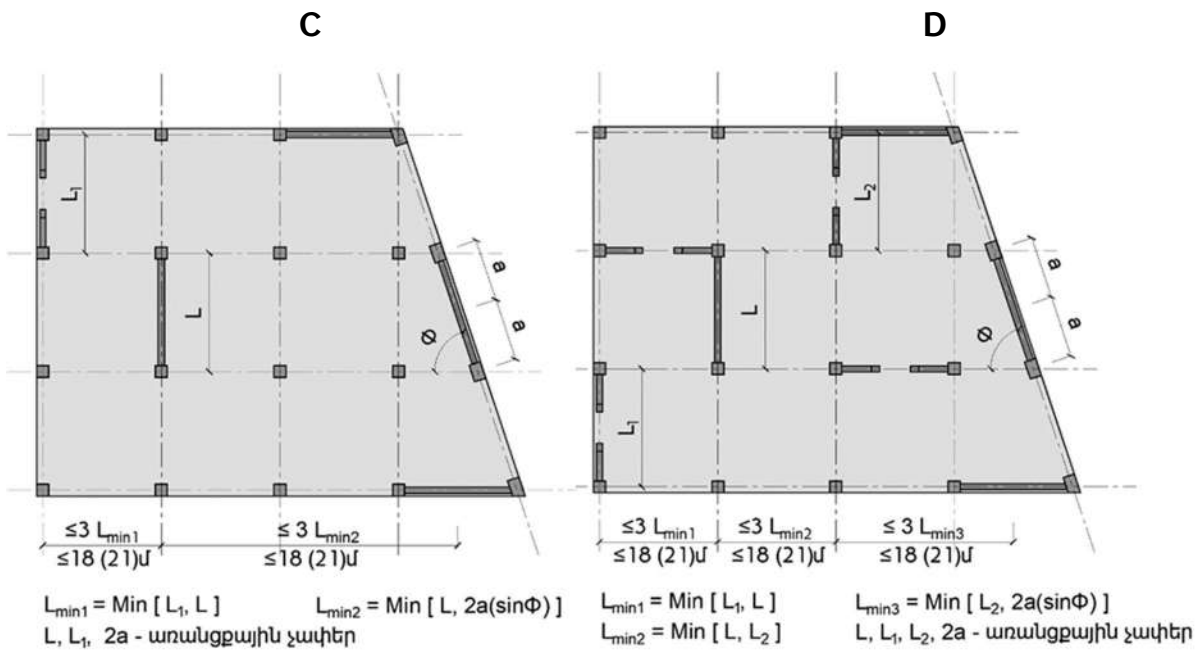 C
D
L₁
L
Φ
a
a
L₂
L
L₁
Φ
a
a
≤3 Lmin1
≤ 3 Lmin2
≤18 (21)մ
≤18 (21)մ
≤3 Lmin1
≤3 Lmin2
≤ 3 Lmin3
≤18 (21)մ
≤18 (21)մ
≤18 (21)մ
Lmin1 = Min [ L₁, L ]
Lmin2 = Min [ L, 2a(sinΦ) ]
L, L₁, 2a - առանցքային չափեր
Lmin1 = Min [ L₁, L ]
Lmin3 = Min [ L₂, 2a(sinΦ) ]
Lmin2 = Min [ L, L₂ ]
L, L₁, L₂, 2a - առանցքային չափեր